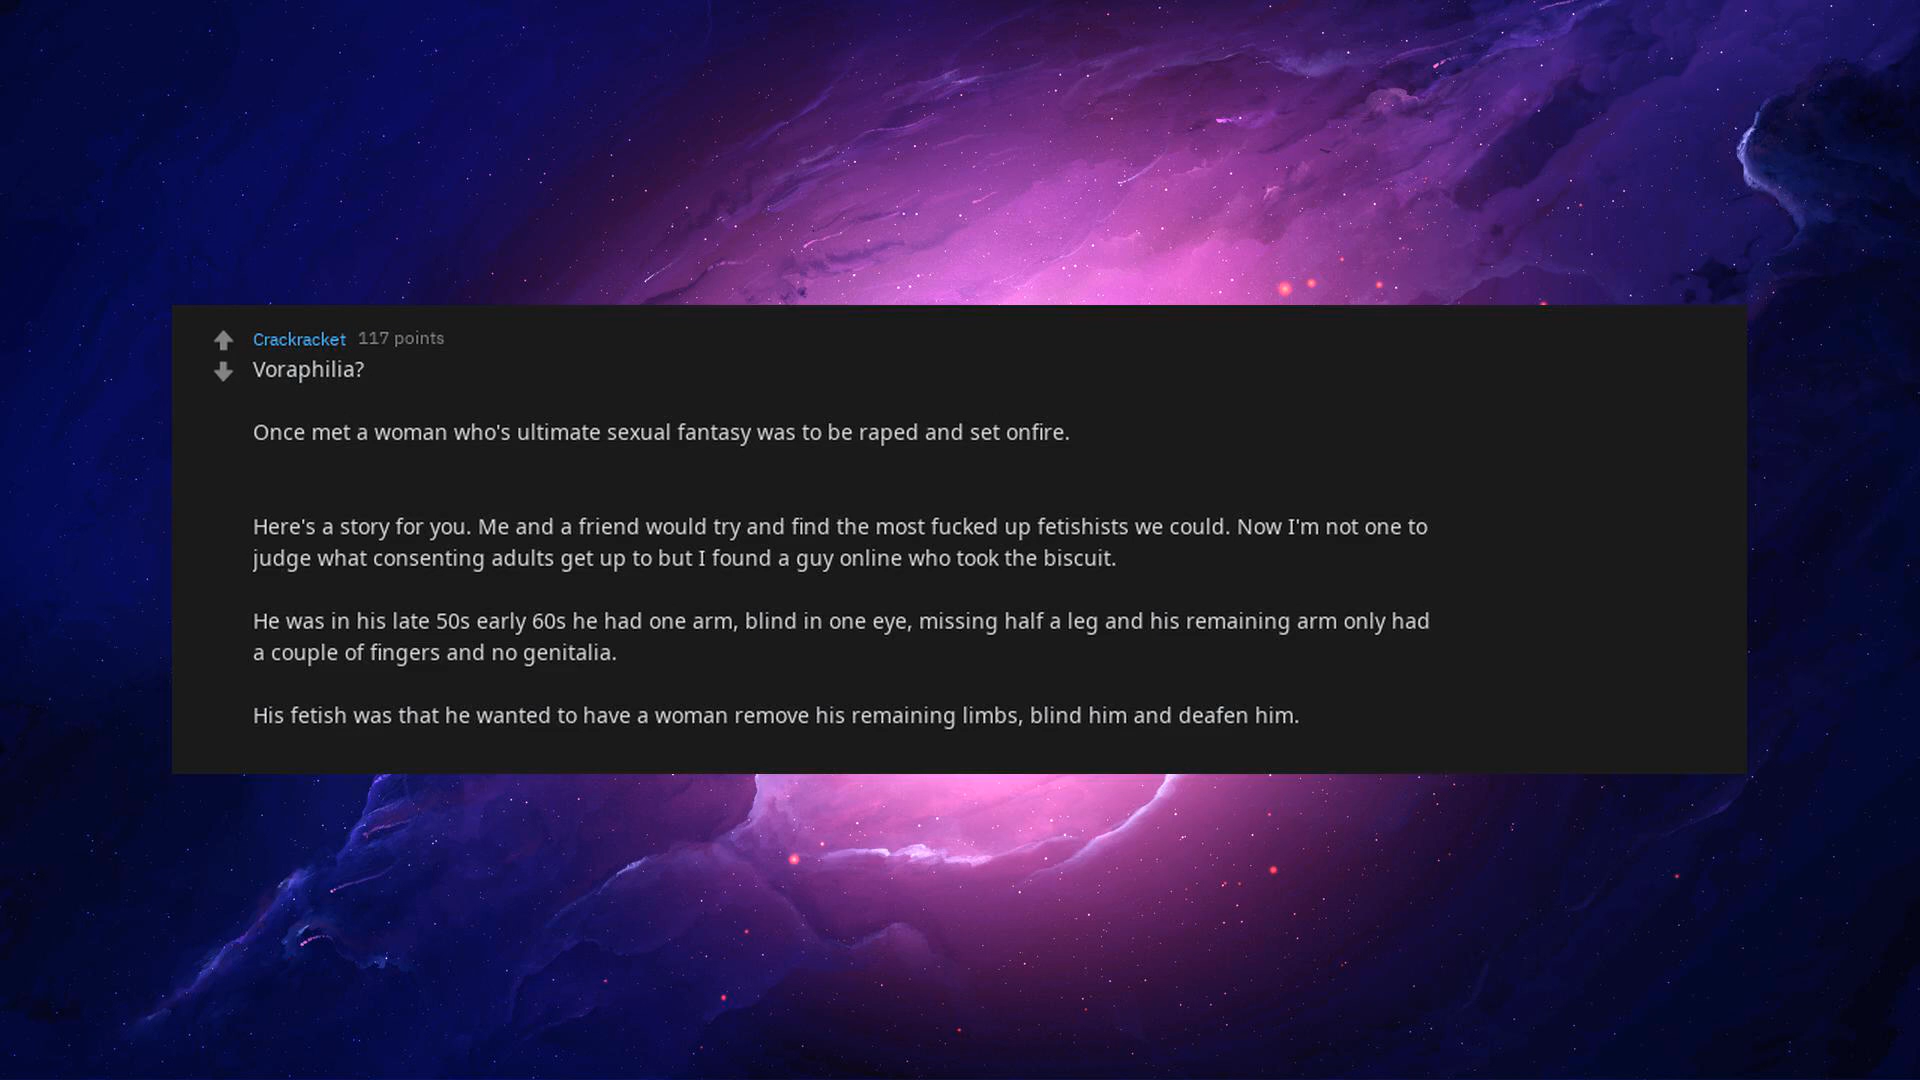 Crackracket 117 points
Voraphilia?
Once met a woman who's ultimate sexual fantasy was to be raped and set onfire.
Here's a story for you. Me and a friend would try and find the most fucked up fetishists we could. Now I'm not one to
judge what consenting adults get up to but I found a guy online who took the biscuit.
He was in his late 50s early 60s he had one arm, blind in one eye, missing half a leg and his remaining arm only had
a couple of fingers and no genitalia.
His fetish was that he wanted to have a woman remove his remaining limbs, blind him and deafen him.